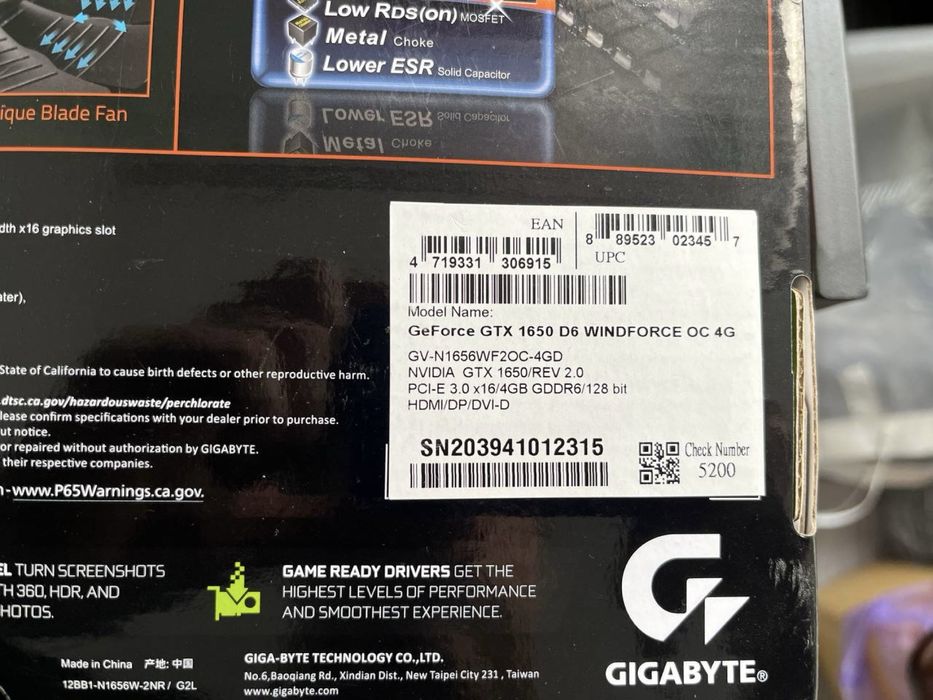 Low RDS(on) MOSFET
Metal Choke
Lower ESR Solid Capacitor
Lower ESR Solid Capacitor
Metal Choke
ique Blade Fan
dth x16 graphics slot
ater),
State of California to cause birth defects or other reproductive harm.
.dtsc.ca.gov/hazardouswaste/perchlorate
lease confirm specifications with your dealer prior to purchase.
ut notice.
or repaired without authorization by GIGABYTE.
their respective companies.
-www.P65Warnings.ca.gov.
EAN
4 719331 306915
8 89523 02345 7
UPC
Model Name:
GeForce GTX 1650 D6 WINDFORCE OC 4G
GV-N1656WF2OC-4GD
NVIDIA GTX 1650/REV 2.0
PCI-E 3.0 x16/4GB GDDR6/128 bit
HDMI/DP/DVI-D
SN203941012315
Check Number
5200
EL TURN SCREENSHOTS
TH 360, HDR, AND
HOTOS.
GAME READY DRIVERS GET THE
HIGHEST LEVELS OF PERFORMANCE
AND SMOOTHEST EXPERIENCE.
Made in China 产地: 中国
12BB1-N1656W-2NR / G2L
GIGA-BYTE TECHNOLOGY CO.,LTD.
No.6,Baoqiang Rd., Xindian Dist., New Taipei City 231 , Taiwan
www.gigabyte.com
GIGABYTE®